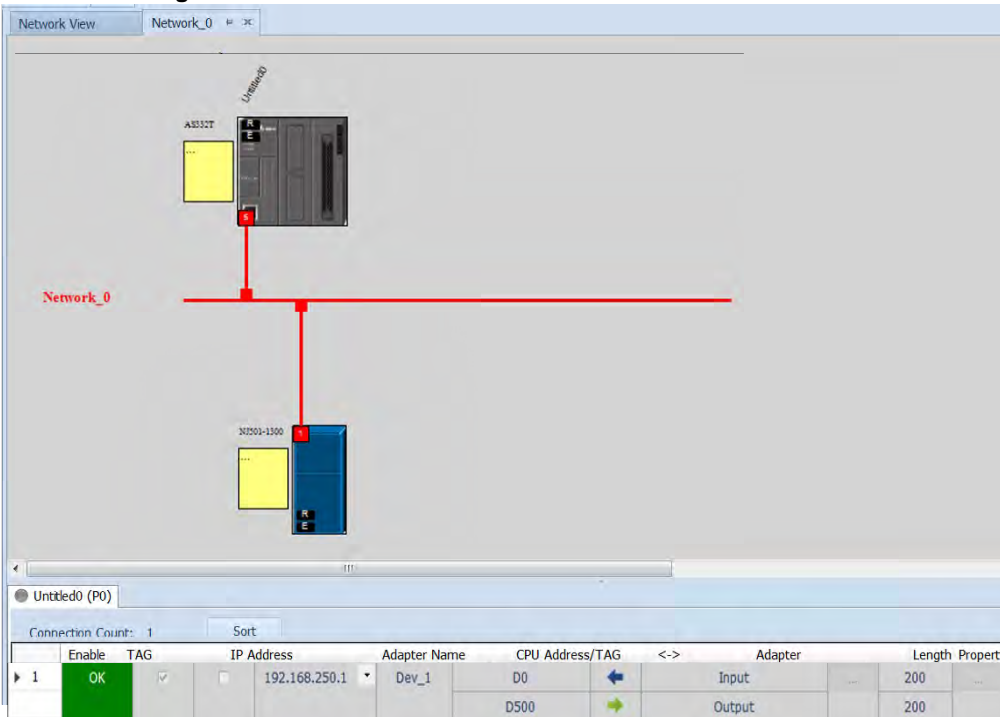 Network View Network_0
Untitled0
AS332T
R
E
...
5
Network_0
NJ501-1300
1
...
R
E
Untitled0 (P0)
Connection Count: 1 Sort
Enable TAG IP Address Adapter Name CPU Address/TAG <-> Adapter Length Propert
1 OK 192.168.250.1 Dev_1 D0 Input ... 200 ...
D500 Output 200